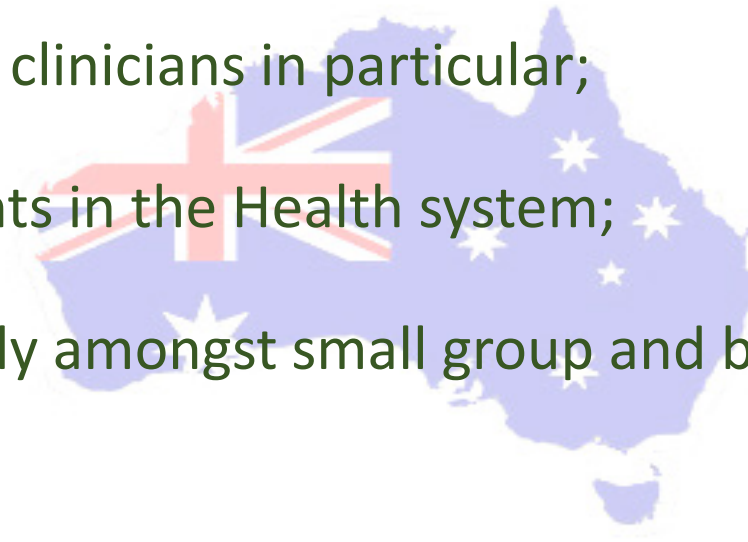 clinicians in particular;
ts in the Health system;
ly amongst small group and b